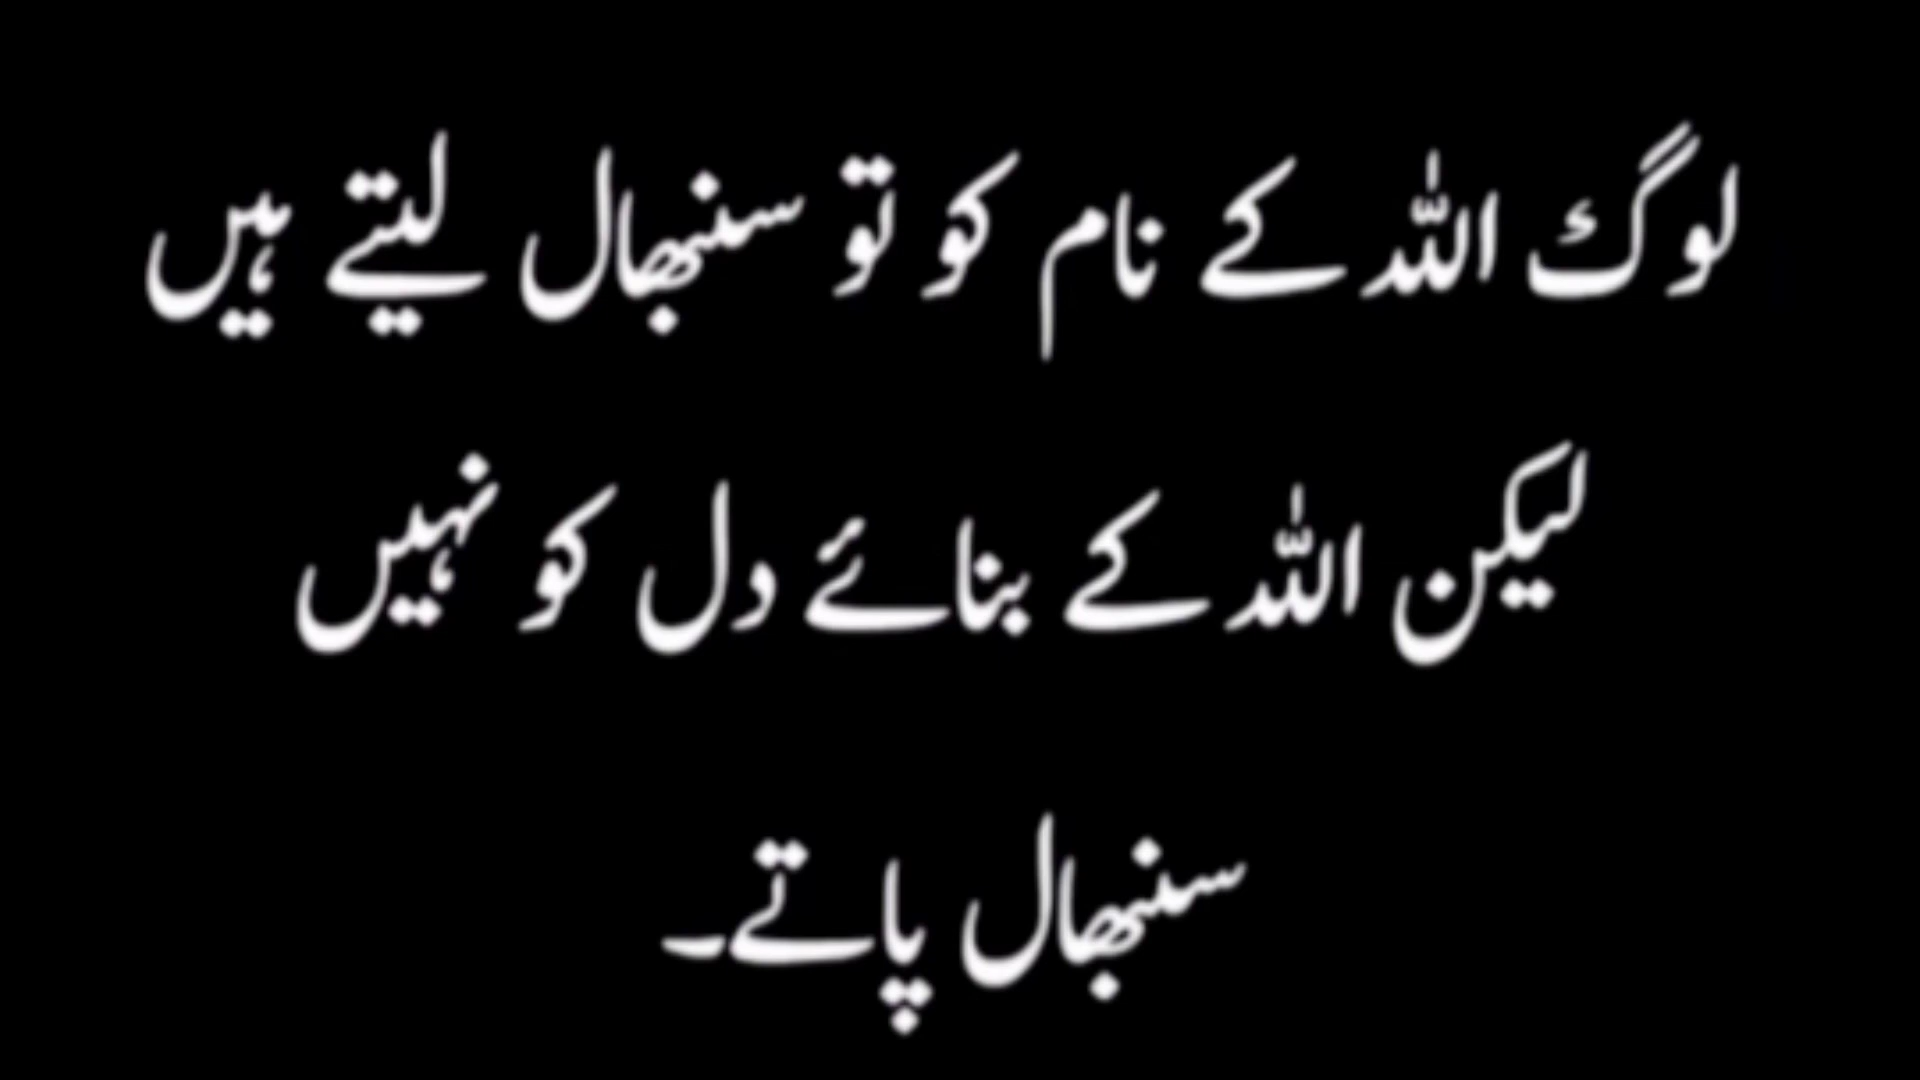 لوگ اللہ کے نام کو تو سنبھال لیتے ہیں
لیکن اللہ کے بنائے دل کو نہیں
سنبھال پاتے۔